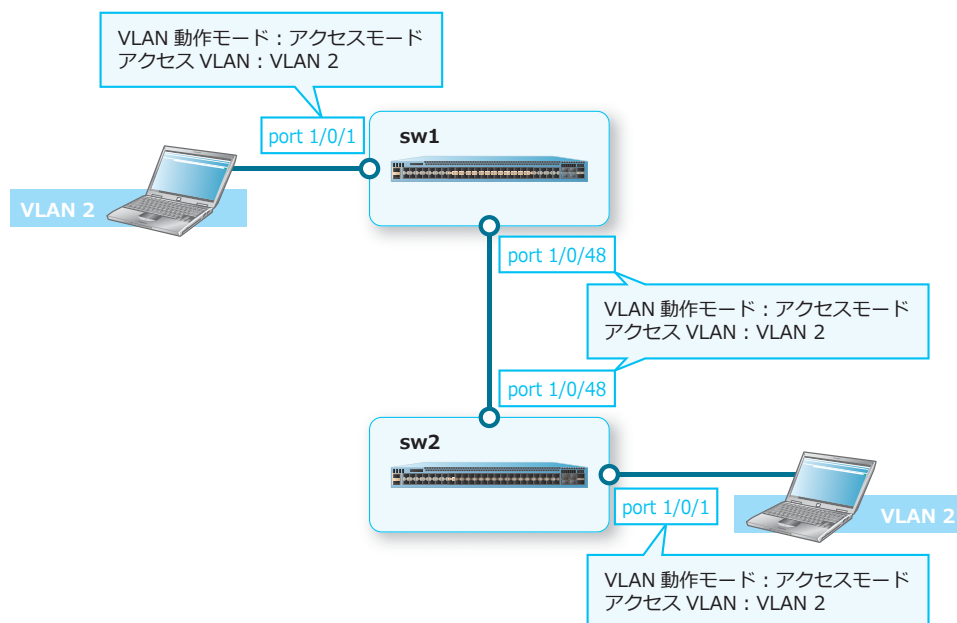 VLAN 動作モード：アクセスモード
アクセス VLAN：VLAN 2
port 1/0/1
sw1
VLAN 2
port 1/0/48
VLAN 動作モード：アクセスモード
アクセス VLAN：VLAN 2
port 1/0/48
sw2
port 1/0/1
VLAN 2
VLAN 動作モード：アクセスモード
アクセス VLAN：VLAN 2